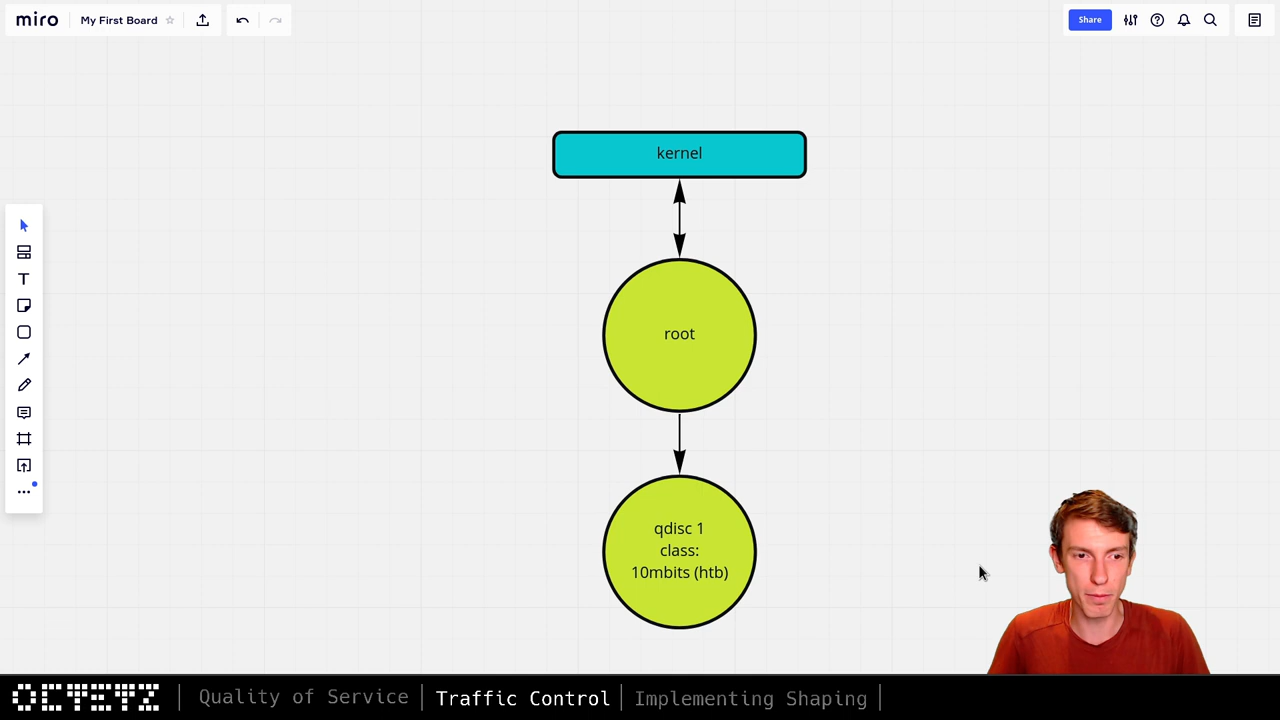 miro
My First Board
Share
kernel
root
qdisc 1
class:
10mbits (htb)
OCTETZ
Quality of Service
Traffic Control
Implementing Shaping